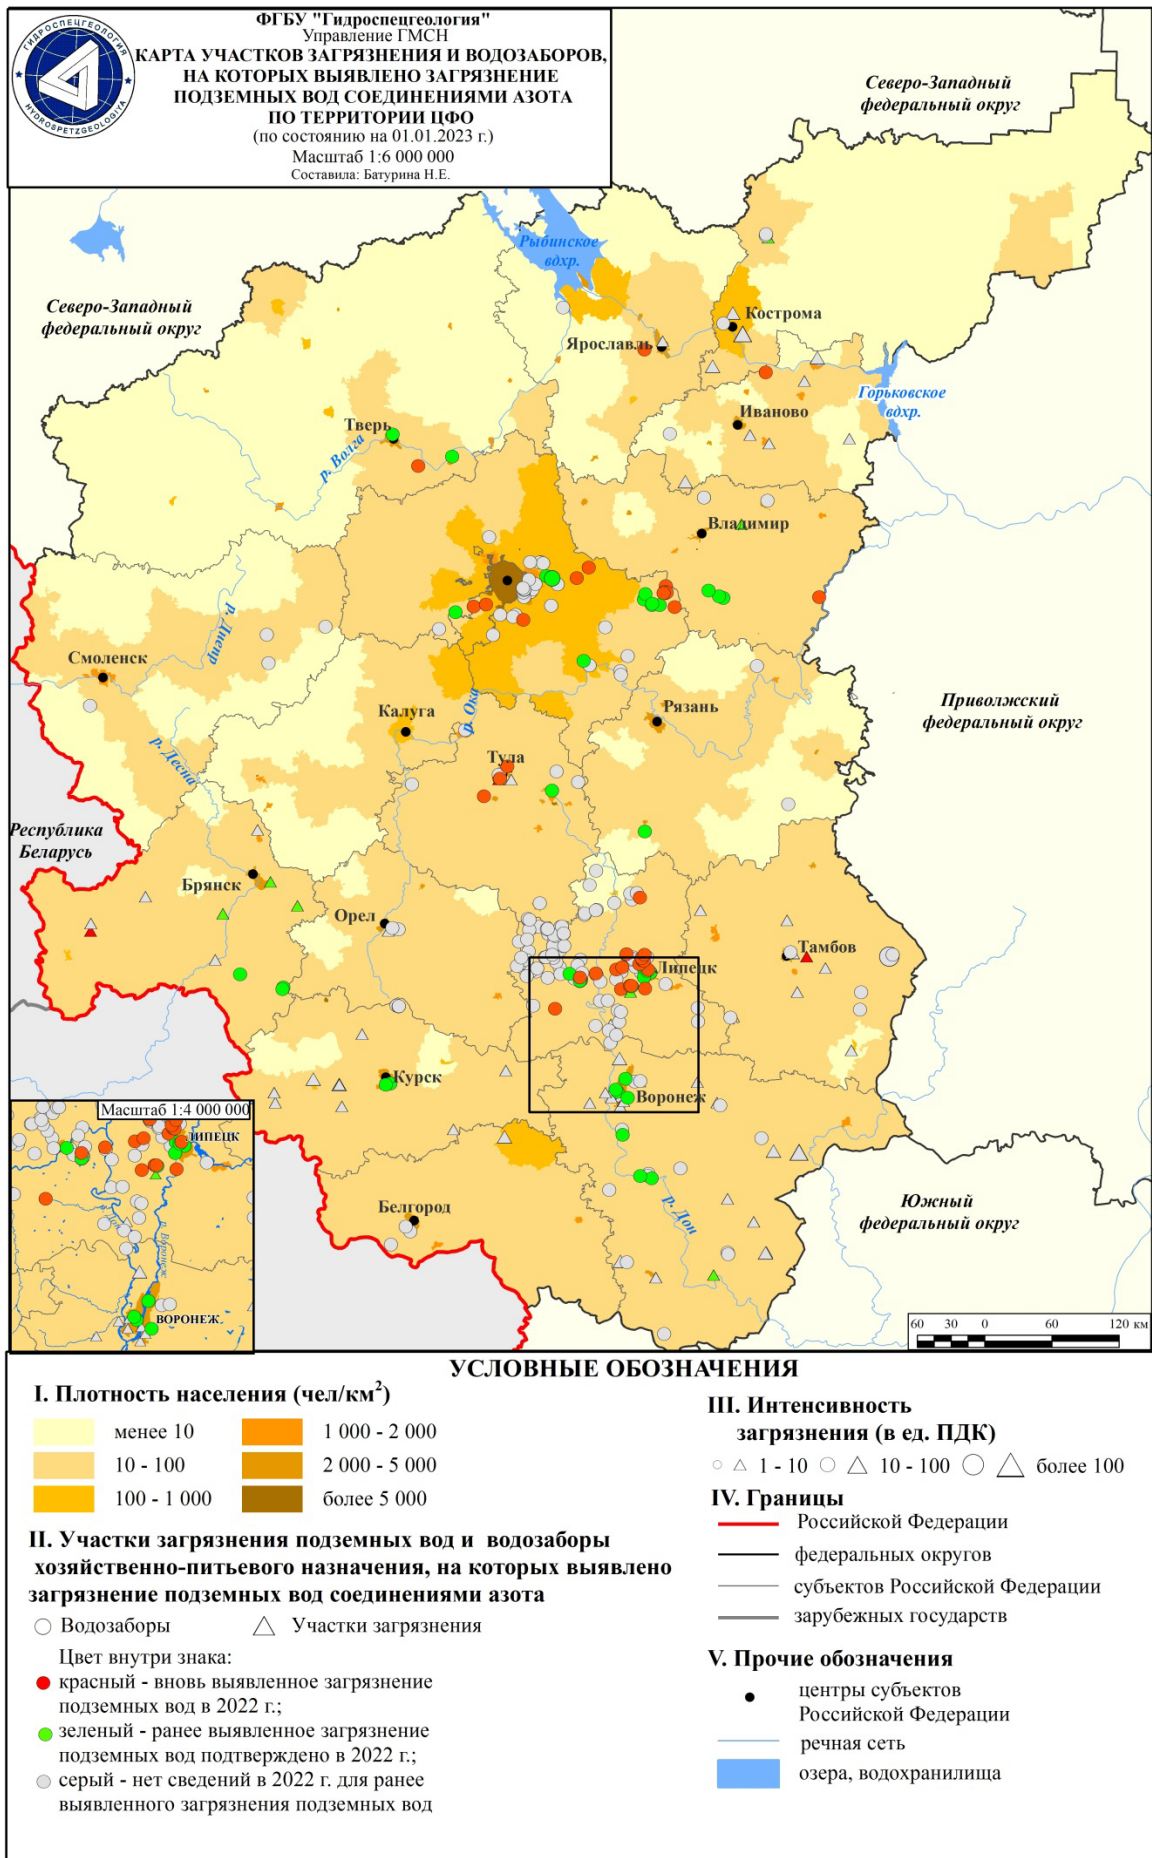 ГИДРОСПЕЦГЕОЛОГИЯ
HYDROSPETZGEOLOGIYA
ФГБУ "Гидроспецгеология"
Управление ГМСН
КАРТА УЧАСТКОВ ЗАГРЯЗНЕНИЯ И ВОДОЗАБОРОВ,
НА КОТОРЫХ ВЫЯВЛЕНО ЗАГРЯЗНЕНИЕ
ПОДЗЕМНЫХ ВОД СОЕДИНЕНИЯМИ АЗОТА
ПО ТЕРРИТОРИИ ЦФО
(по состоянию на 01.01.2023 г.)
Масштаб 1:6 000 000
Составила: Батурина Н.Е.
Северо-Западный
федеральный округ
Рыбинское
вдхр.
Северо-Западный
федеральный округ
Кострома
Ярославль
Горьковское
вдхр.
Иваново
Тверь
р. Волга
Владимир
р. Днепр
Смоленск
Приволжский
федеральный округ
Калуга
р. Ока
Рязань
р. Десна
Тула
Республика
Беларусь
Брянск
Орел
Тамбов
Липецк
Курск
Воронеж
Масштаб 1:4 000 000
ЛИПЕЦК
р. Дон
р. Воронеж
ВОРОНЕЖ
Белгород
р. Дон
Южный
федеральный округ
60 30 0 60 120 км
УСЛОВНЫЕ ОБОЗНАЧЕНИЯ
I. Плотность населения (чел/км²)
менее 10
10 - 100
100 - 1 000
1 000 - 2 000
2 000 - 5 000
более 5 000
II. Участки загрязнения подземных вод и водозаборы
хозяйственно-питьевого назначения, на которых выявлено
загрязнение подземных вод соединениями азота
Водозаборы Участки загрязнения
Цвет внутри знака:
красный - вновь выявленное загрязнение
подземных вод в 2022 г.;
зеленый - ранее выявленное загрязнение
подземных вод подтверждено в 2022 г.;
серый - нет сведений в 2022 г. для ранее
выявленного загрязнения подземных вод
III. Интенсивность
загрязнения (в ед. ПДК)
1 - 10 10 - 100 более 100
IV. Границы
Российской Федерации
федеральных округов
субъектов Российской Федерации
зарубежных государств
V. Прочие обозначения
центры субъектов
Российской Федерации
речная сеть
озера, водохранилища